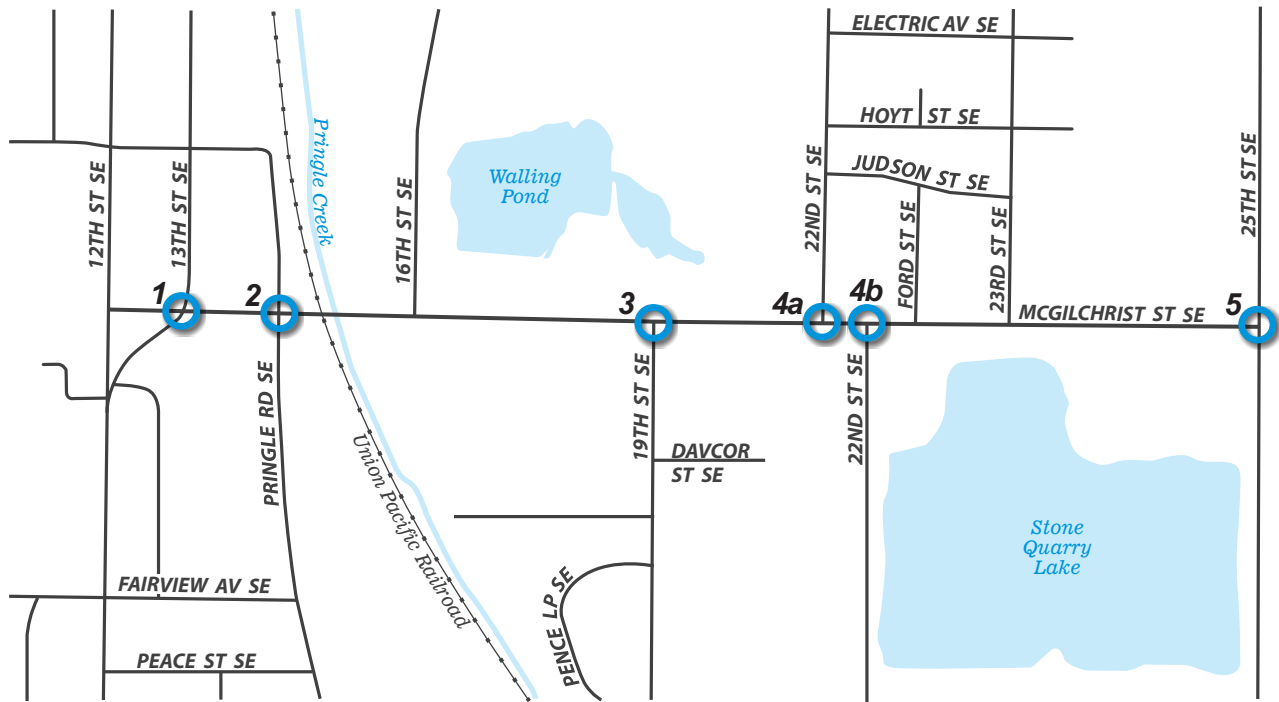 ELECTRIC AV SE
HOYT ST SE
JUDSON ST SE
12TH ST SE
13TH ST SE
Pringle Creek
16TH ST SE
Walling
Pond
22ND ST SE
FORD ST SE
23RD ST SE
25TH ST SE
1
2
3
4a
4b
5
MCGILCHRIST ST SE
PRINGLE RD SE
Union Pacific Railroad
19TH ST SE
DAVCOR
ST SE
22ND ST SE
Stone
Quarry
Lake
FAIRVIEW AV SE
PENCE LP SE
PEACE ST SE